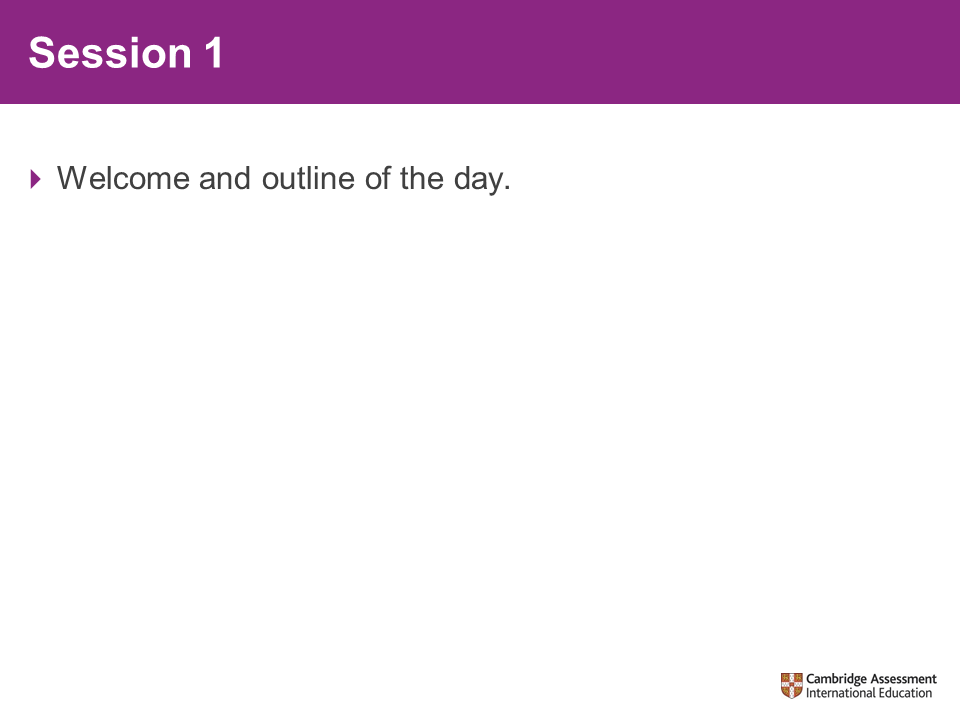 Session 1
Welcome and outline of the day.
Cambridge Assessment
International Education